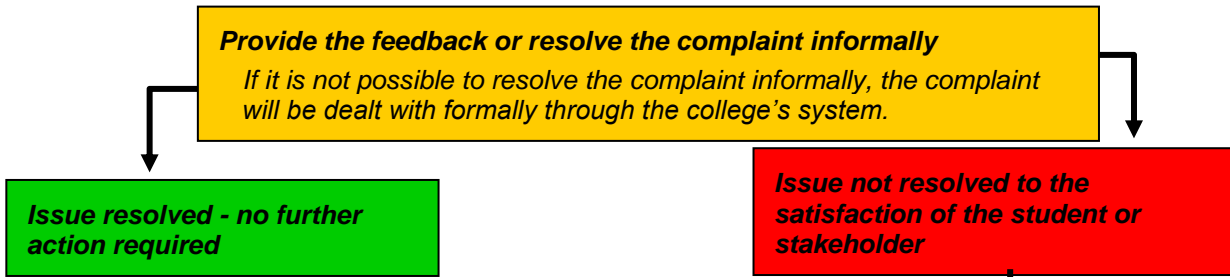 Provide the feedback or resolve the complaint informally
If it is not possible to resolve the complaint informally, the complaint
will be dealt with formally through the college’s system.
Issue resolved - no further
action required
Issue not resolved to the
satisfaction of the student or
stakeholder